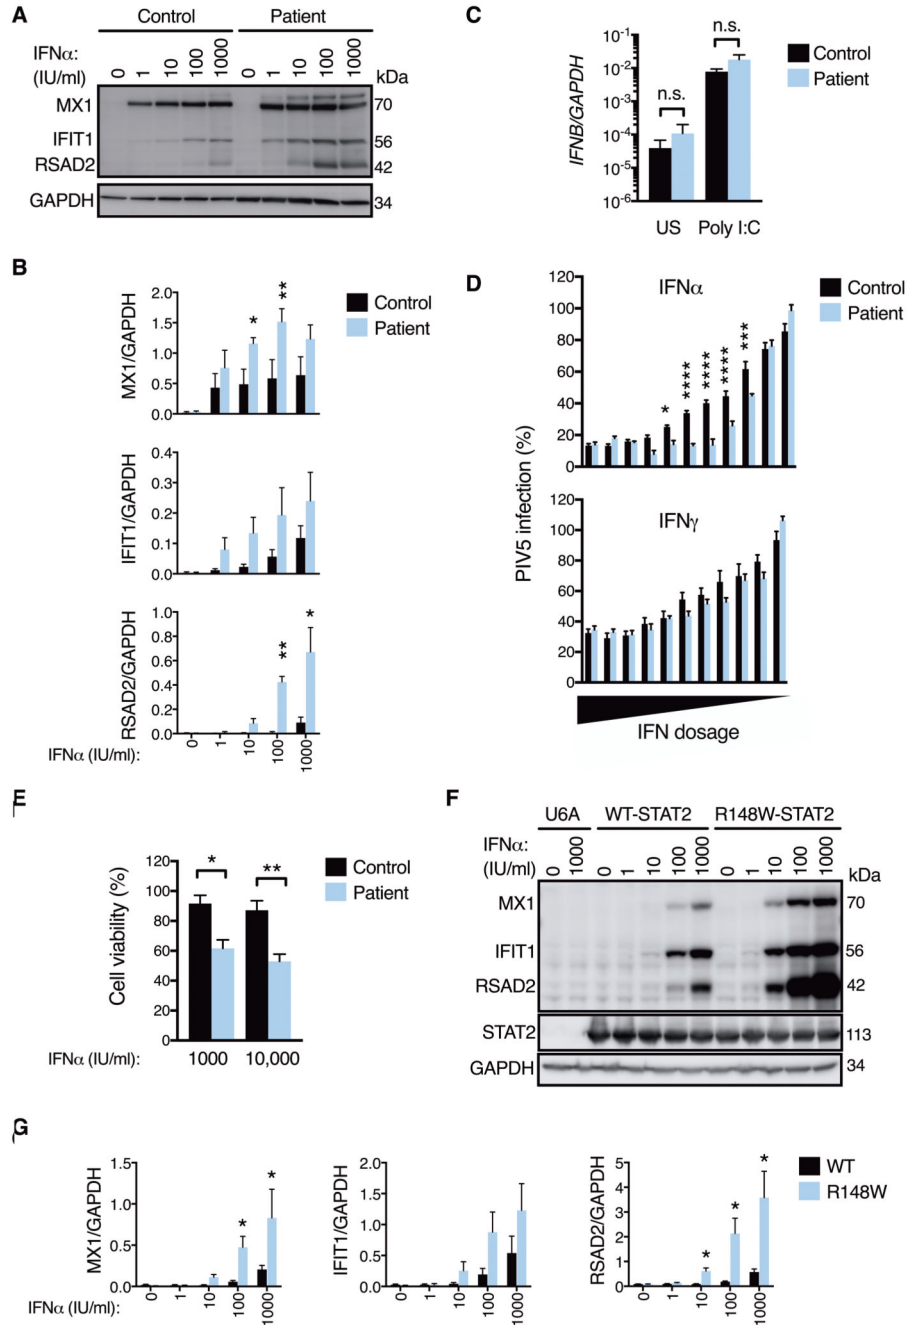 A
Control Patient
IFNα:
(IU/ml)
0 1 10 100 1000 0 1 10 100 1000
kDa
MX1 70
IFIT1 56
RSAD2 42
GAPDH 34
B
MX1/GAPDH
2.0
1.5
1.0
0.5
0.0
* **
Control
Patient
IFIT1/GAPDH
0.4
0.3
0.2
0.1
0.0
RSAD2/GAPDH
1.0
0.8
0.6
0.4
0.2
0.0
** *
IFNα (IU/ml):
0 1 10 100 1000
C
IFNB/GAPDH
10-1
10-2
10-3
10-4
10-5
10-6
n.s. n.s.
US Poly I:C
Control
Patient
D
PIV5 infection (%)
IFNα
120
100
80
60
40
20
0
* **** **** **** ***
Control
Patient
IFNγ
120
100
80
60
40
20
0
IFN dosage
E
Cell viability (%)
120
100
80
60
40
20
0
* **
Control
Patient
IFNα (IU/ml): 1000 10,000
F
U6A WT-STAT2 R148W-STAT2
IFNα:
(IU/ml)
0 1000 0 1 10 100 1000 0 1 10 100 1000
kDa
MX1 70
IFIT1 56
RSAD2 42
STAT2 113
GAPDH 34
G
MX1/GAPDH
1.5
1.0
0.5
0.0
* *
IFNα (IU/ml):
0 1 100 100 1000
IFIT1/GAPDH
2.0
1.5
1.0
0.5
0.0
0 1 10 100 1000
RSAD2/GAPDH
5
4
3
2
1
0
* * *
0 1 10 100 1000
WT
R148W